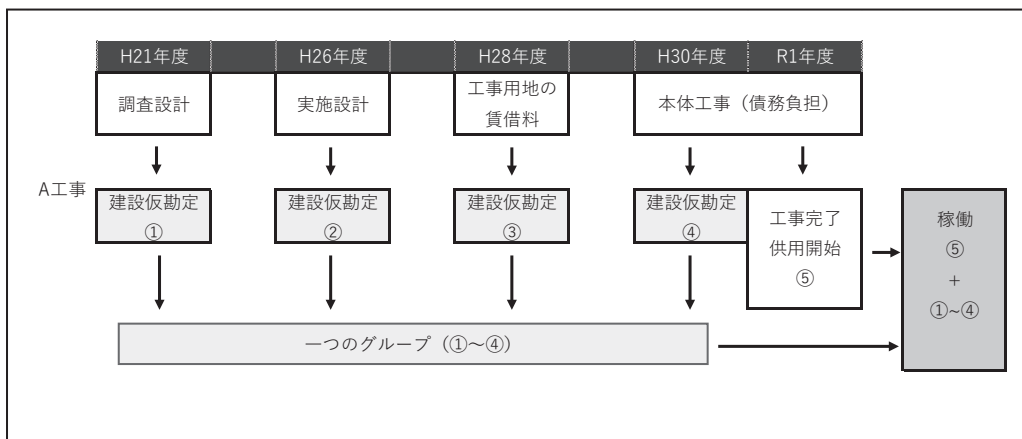 H21年度 H26年度 H28年度 H30年度 R1年度
調査設計
実施設計
工事用地の
賃借料
本体工事（債務負担）
A工事
建設仮勘定
①
建設仮勘定
②
建設仮勘定
③
建設仮勘定
④
工事完了
供用開始
⑤
稼働
⑤
+
①~④
一つのグループ（①～④）